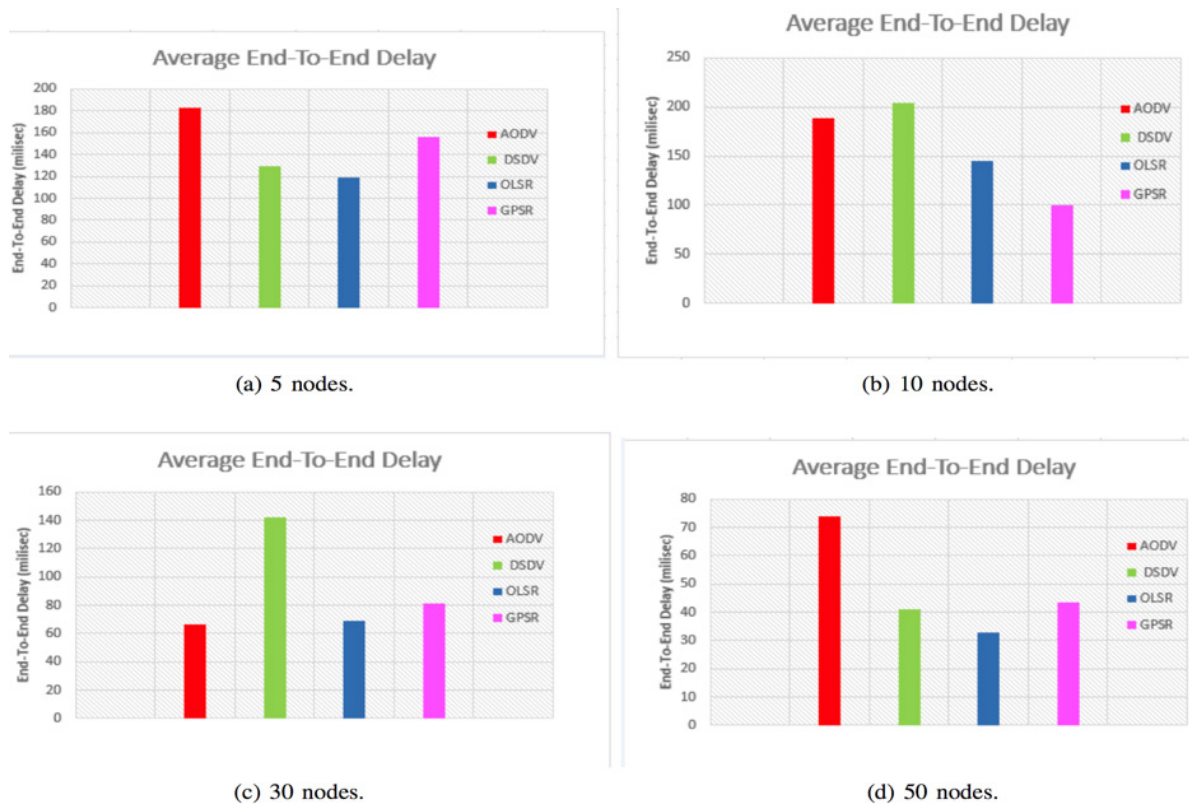 Average End-To-End Delay
End-To-End Delay (milisec)
200
180
160
140
120
100
80
60
40
20
0
AODV
DSDV
OLSR
GPSR
(a) 5 nodes.
Average End-To-End Delay
End-To-End Delay (milisec)
250
200
150
100
50
0
AODV
DSDV
OLSR
GPSR
(b) 10 nodes.
Average End-To-End Delay
End-To-End Delay (milisec)
160
140
120
100
80
60
40
20
0
AODV
DSDV
OLSR
GPSR
(c) 30 nodes.
Average End-To-End Delay
End-To-End Delay (milisec)
80
70
60
50
40
30
20
10
0
AODV
DSDV
OLSR
GPSR
(d) 50 nodes.